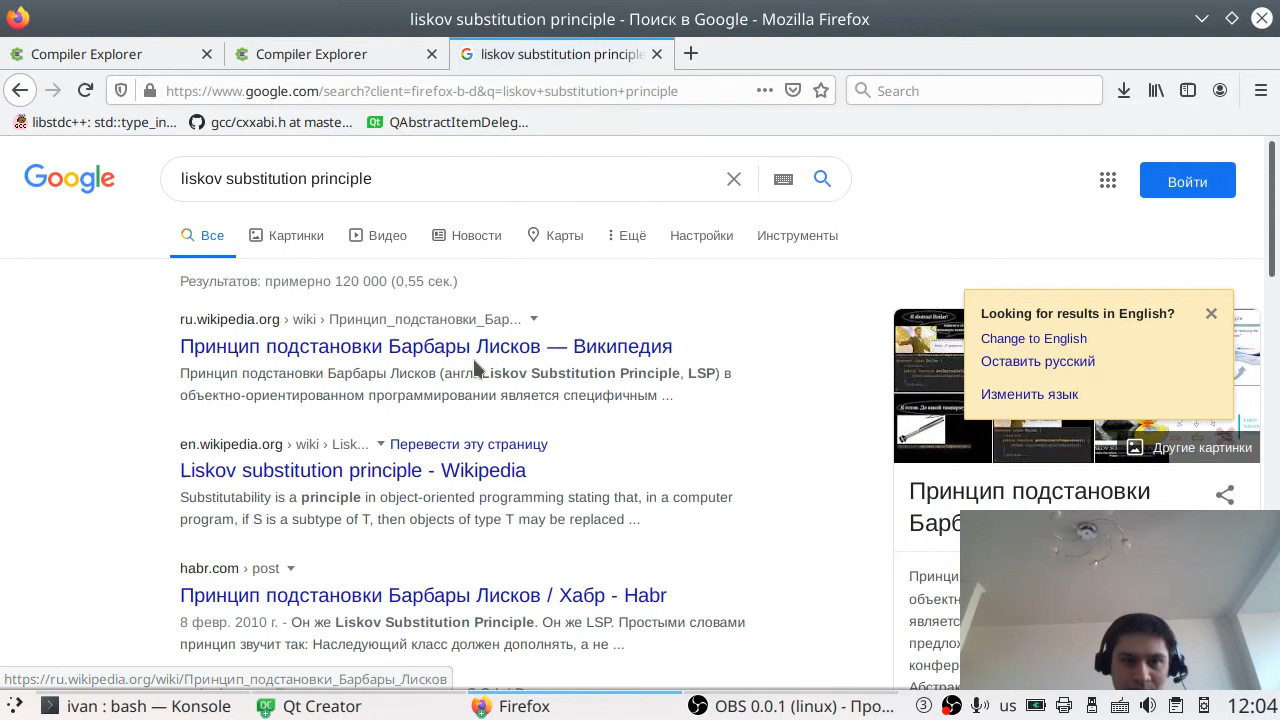 liskov substitution principle - Поиск в Google - Mozilla Firefox
Compiler Explorer
Compiler Explorer
liskov substitution principle
https://www.google.com/search?client=firefox-b-d&q=liskov+substitution+principle
Search
libstdc++: std::type_in...
gcc/cxxabi.h at maste...
QAbstractItemDeleg...
Google
liskov substitution principle
Войти
Все
Картинки
Видео
Новости
Карты
Ещё
Настройки
Инструменты
Результатов: примерно 120 000 (0,55 сек.)
ru.wikipedia.org › wiki › Принцип_подстановки_Бар...
Принцип подстановки Барбары Лисков — Википедия
Принцип подстановки Барбары Лисков (англ. Liskov Substitution Principle, LSP) в
объектно-ориентированном программировании является специфичным ...
en.wikipedia.org › wiki › Lisk... Перевести эту страницу
Liskov substitution principle - Wikipedia
Substitutability is a principle in object-oriented programming stating that, in a computer
program, if S is a subtype of T, then objects of type T may be replaced ...
habr.com › post
Принцип подстановки Барбары Лисков / Хабр - Habr
8 февр. 2010 г. - Он же Liskov Substitution Principle. Он же LSP. Простыми словами
принцип звучит так: Наследующий класс должен дополнять, а не ...
Looking for results in English?
Change to English
Оставить русский
Изменить язык
Другие картинки
Принцип подстановки
Барб
Принци
объектн
является
предлож
конфер
Абстрак
https://ru.wikipedia.org/wiki/Принцип_подстановки_Барбары_Лисков
ivan : bash — Konsole
Qt Creator
Firefox
OBS 0.0.1 (linux) - Про...
3
us
12:04